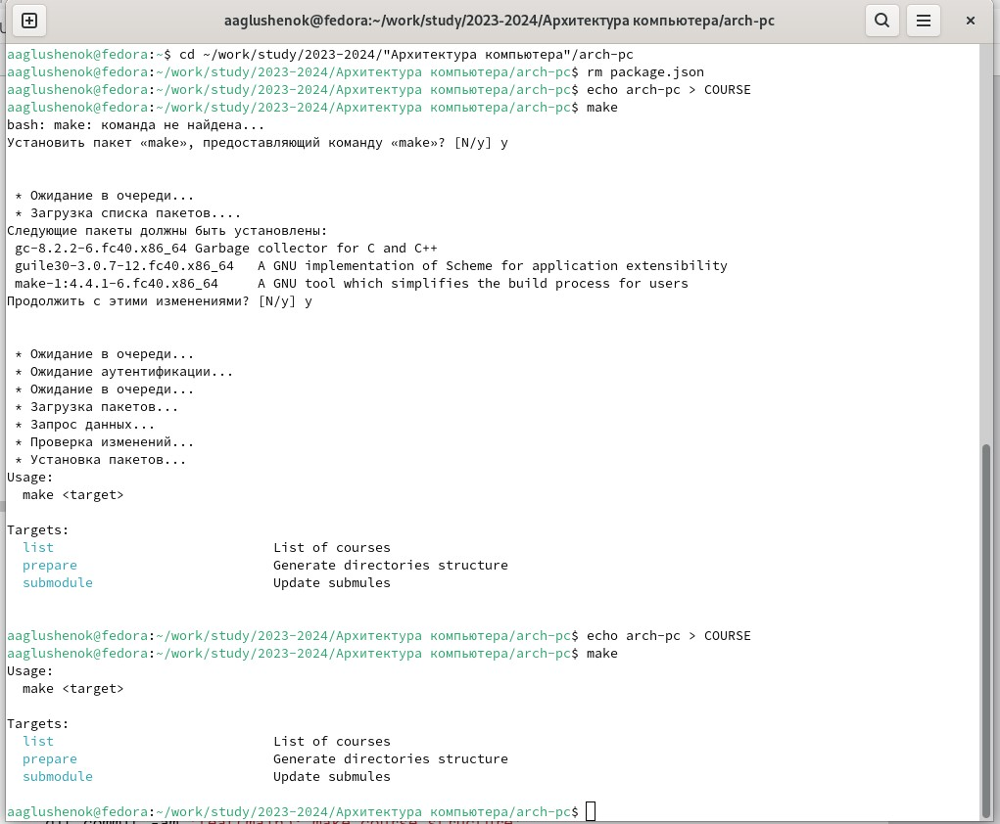 aaglushenok@fedora:~/work/study/2023-2024/Архитектура компьютера/arch-pc
aaglushenok@fedora:~$ cd ~/work/study/2023-2024/"Архитектура компьютера"/arch-pc
aaglushenok@fedora:~/work/study/2023-2024/Архитектура компьютера/arch-pc$ rm package.json
aaglushenok@fedora:~/work/study/2023-2024/Архитектура компьютера/arch-pc$ echo arch-pc > COURSE
aaglushenok@fedora:~/work/study/2023-2024/Архитектура компьютера/arch-pc$ make
bash: make: команда не найдена...
Установить пакет «make», предоставляющий команду «make»? [N/y] y
* Ожидание в очереди...
* Загрузка списка пакетов....
Следующие пакеты должны быть установлены:
gc-8.2.2-6.fc40.x86_64 Garbage collector for C and C++
guile30-3.0.7-12.fc40.x86_64 A GNU implementation of Scheme for application extensibility
make-1:4.4.1-6.fc40.x86_64 A GNU tool which simplifies the build process for users
Продолжить с этими изменениями? [N/y] y
* Ожидание в очереди...
* Ожидание аутентификации...
* Ожидание в очереди...
* Загрузка пакетов...
* Запрос данных...
* Проверка изменений...
* Установка пакетов...
Usage:
make <target>
Targets:
list List of courses
prepare Generate directories structure
submodule Update submules
aaglushenok@fedora:~/work/study/2023-2024/Архитектура компьютера/arch-pc$ echo arch-pc > COURSE
aaglushenok@fedora:~/work/study/2023-2024/Архитектура компьютера/arch-pc$ make
Usage:
make <target>
Targets:
list List of courses
prepare Generate directories structure
submodule Update submules
aaglushenok@fedora:~/work/study/2023-2024/Архитектура компьютера/arch-pc$